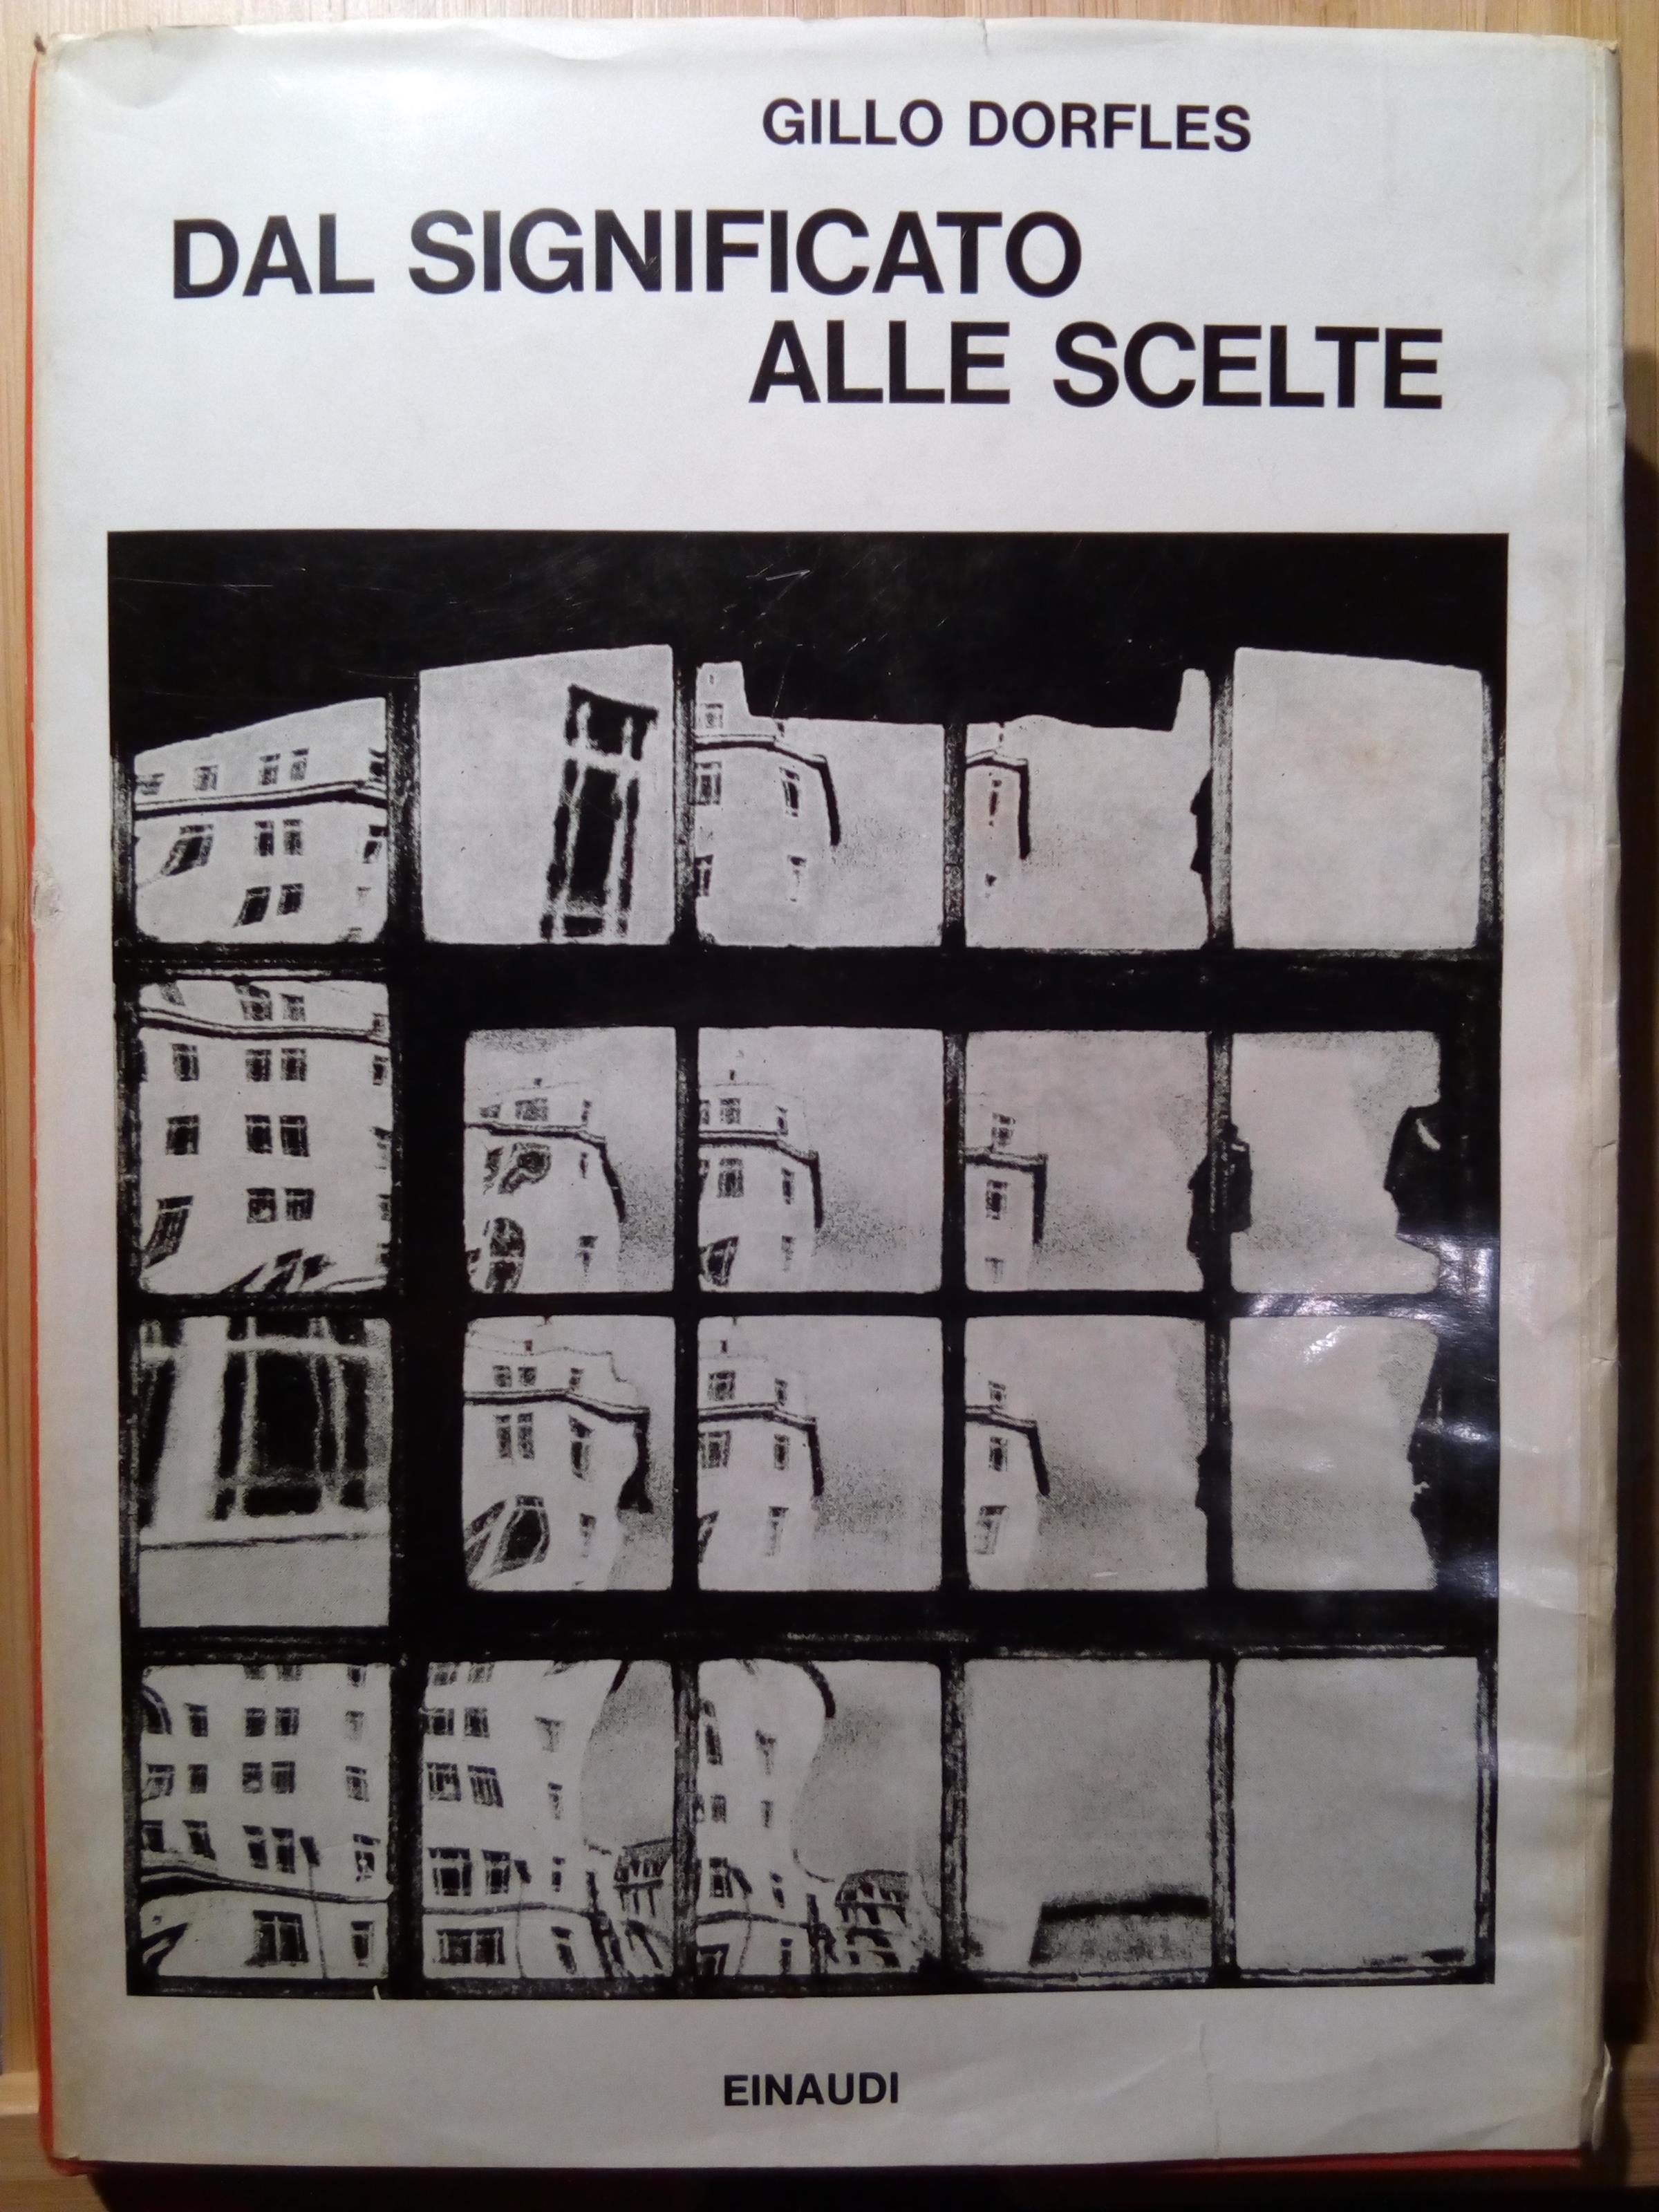 GILLO DORFLES
DAL SIGNIFICATO
ALLE SCELTE
EINAUDI